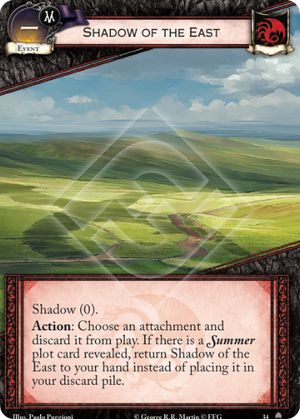 –
EVENT
SHADOW OF THE EAST
Shadow (0).
Action: Choose an attachment and
discard it from play. If there is a Summer
plot card revealed, return Shadow of the
East to your hand instead of placing it in
your discard pile.
Illus. Paolo Puggioni
© George R.R. Martin © FFG
14